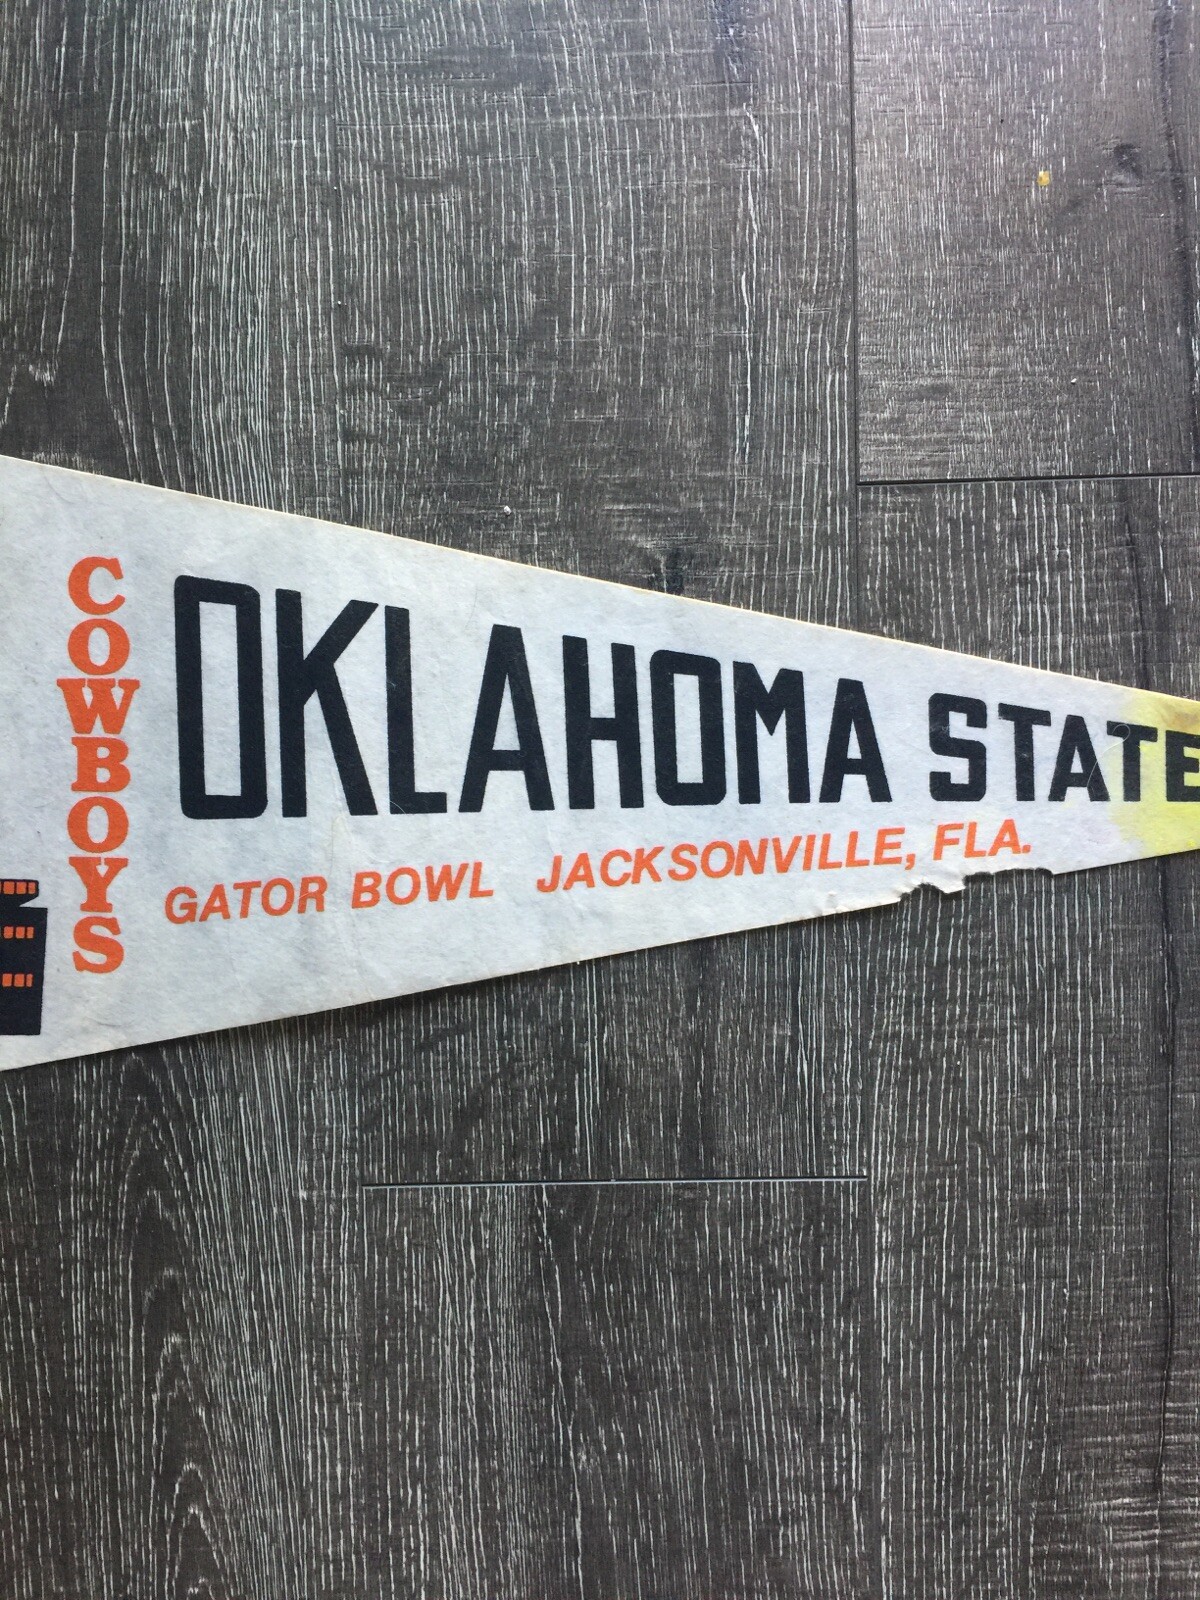 COWBOYS
OKLAHOMA STATE
GATOR BOWL JACKSONVILLE, FLA.